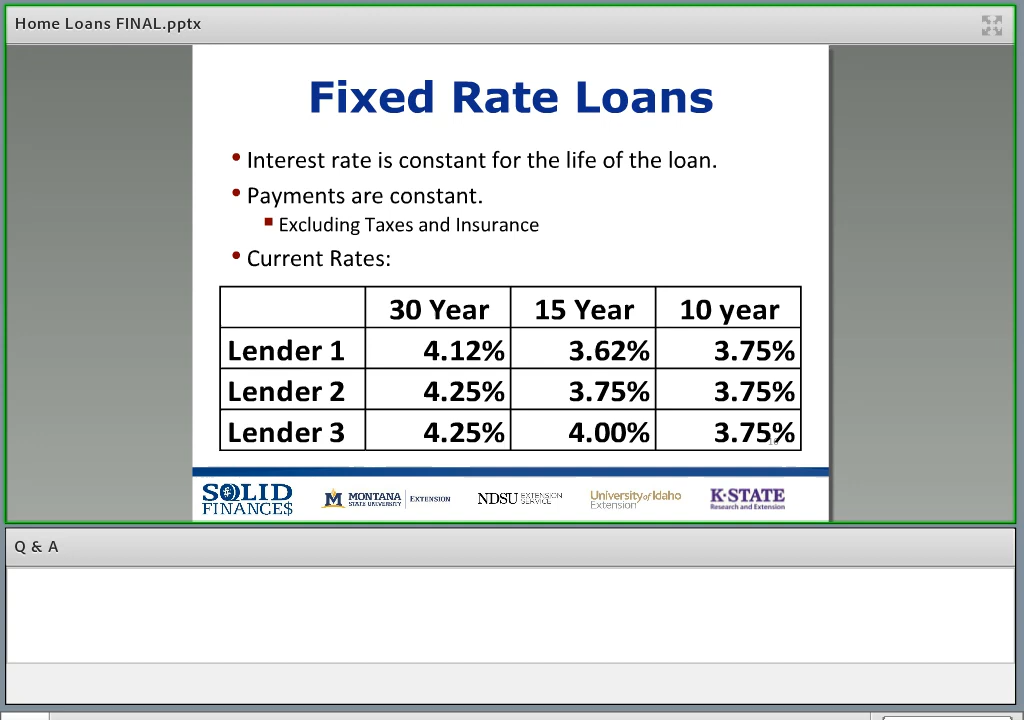 Home Loans FINAL.pptx
Fixed Rate Loans
• Interest rate is constant for the life of the loan.
• Payments are constant.
▪ Excluding Taxes and Insurance
• Current Rates:
30 Year 15 Year 10 year
Lender 1 4.12% 3.62% 3.75%
Lender 2 4.25% 3.75% 3.75%
Lender 3 4.25% 4.00% 3.75%
SOLID
FINANCE$
M MONTANA
STATE UNIVERSITY
EXTENSION
NDSU EXTENSION
SERVICE
University of Idaho
Extension
K-STATE
Research and Extension
Q & A